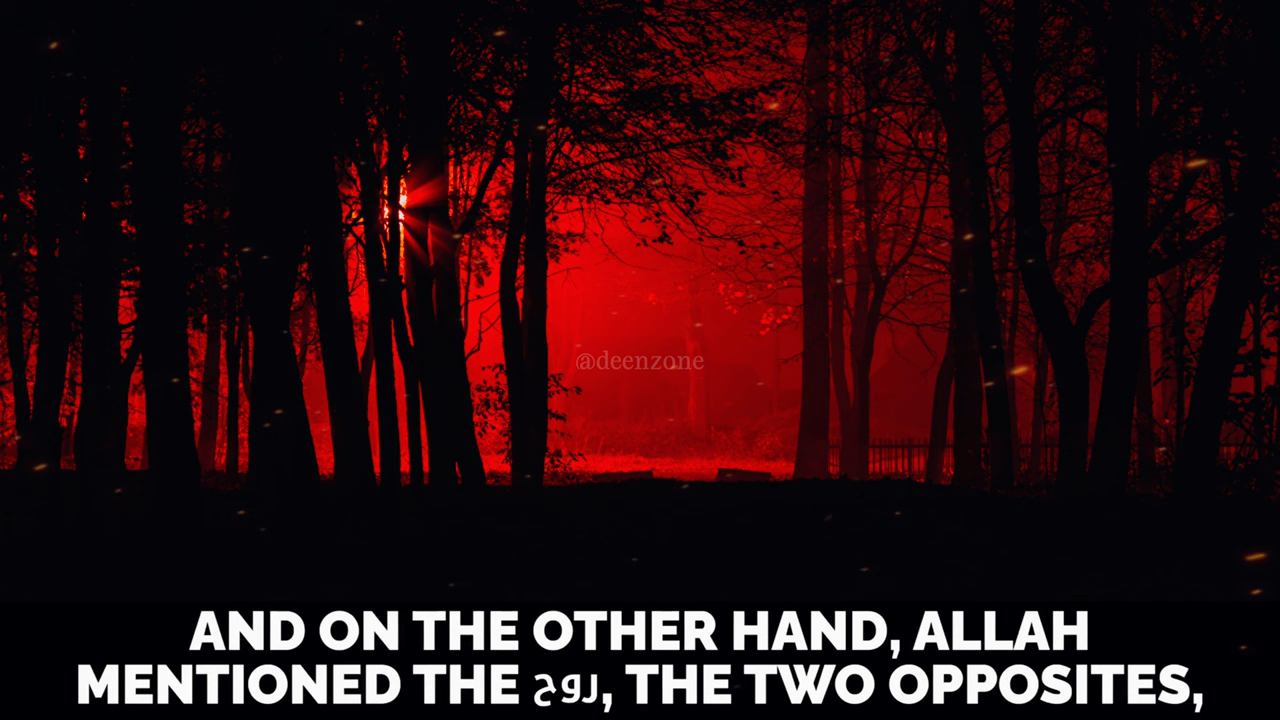 @deenzone
AND ON THE OTHER HAND, ALLAH
MENTIONED THE روح, THE TWO OPPOSITES,